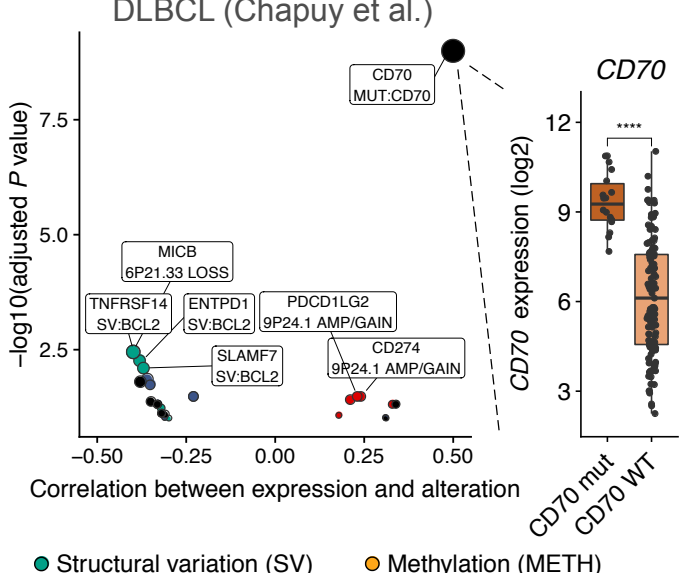 DLBCL (Chapuy et al.)
CD70
MUT:CD70
MICB
6P21.33 LOSS
TNFRSF14
SV:BCL2
ENTPD1
SV:BCL2
PDCD1LG2
9P24.1 AMP/GAIN
SLAMF7
SV:BCL2
CD274
9P24.1 AMP/GAIN
7.5
5.0
2.5
−log10(adjusted P value)
−0.50
−0.25
0.00
0.25
0.50
Correlation between expression and alteration
CD70
****
12
9
6
3
CD70 expression (log2)
CD70 mut
CD70 WT
Structural variation (SV)
Methylation (METH)